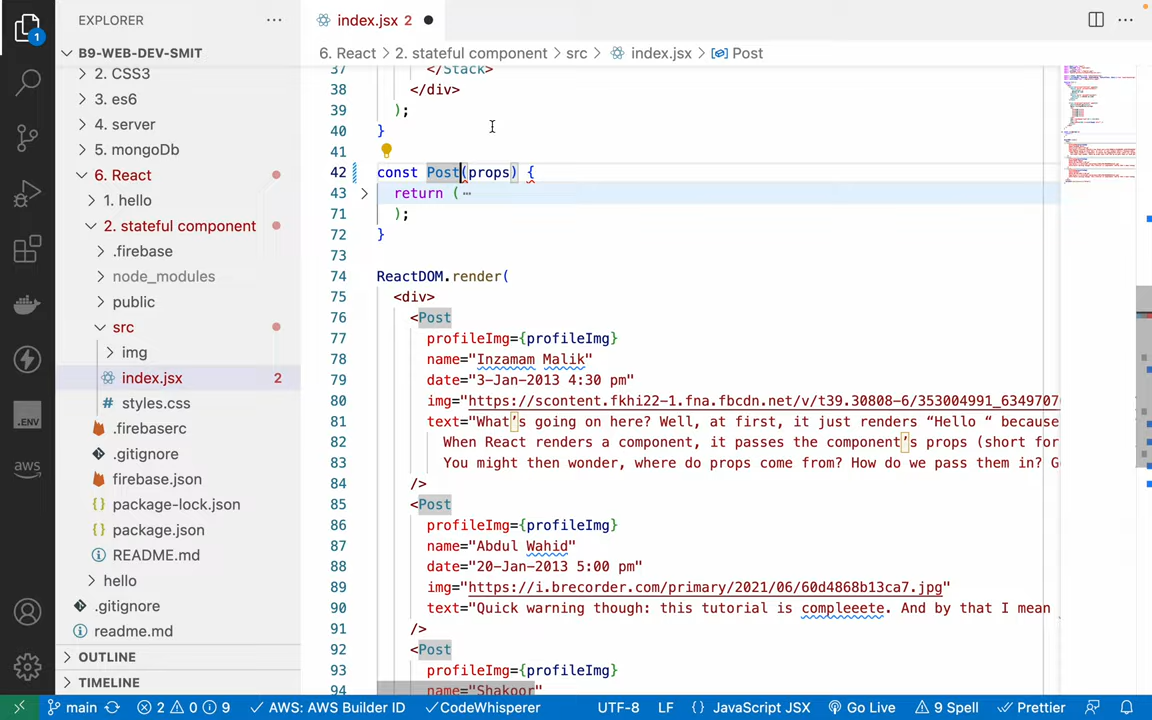 EXPLORER
index.jsx 2
1
B9-WEB-DEV-SMIT
6. React > 2. stateful component > src > index.jsx > Post
2. CSS3
3. es6
4. server
5. mongoDb
6. React
1. hello
2. stateful component
.firebase
node_modules
public
src
img
index.jsx 2
styles.css
.firebaserc
.gitignore
firebase.json
package-lock.json
package.json
README.md
hello
.gitignore
readme.md
OUTLINE
TIMELINE
.ENV
aws
37 </Stack>
38 </div>
39 );
40 }
41
42 const Post(props) {
43 return ( ⋯
71 );
72 }
73
74 ReactDOM.render(
75 <div>
76 <Post
77 profileImg={profileImg}
78 name="Inzamam Malik"
79 date="3-Jan-2013 4:30 pm"
80 img="https://scontent.fkhi22-1.fna.fbcdn.net/v/t39.30808-6/353004991_6349707
81 text="What’s going on here? Well, at first, it just renders “Hello “ because
82 When React renders a component, it passes the component’s props (short for
83 You might then wonder, where do props come from? How do we pass them in?
84 />
85 <Post
86 profileImg={profileImg}
87 name="Abdul Wahid"
88 date="20-Jan-2013 5:00 pm"
89 img="https://i.brecorder.com/primary/2021/06/60d4868b13ca7.jpg"
90 text="Quick warning though: this tutorial is compleeete. And by that I mean
91 />
92 <Post
93 profileImg={profileImg}
94 name="Shakoor"
main 2 0 9 AWS: AWS Builder ID CodeWhisperer UTF-8 LF {} JavaScript JSX Go Live 9 Spell Prettier